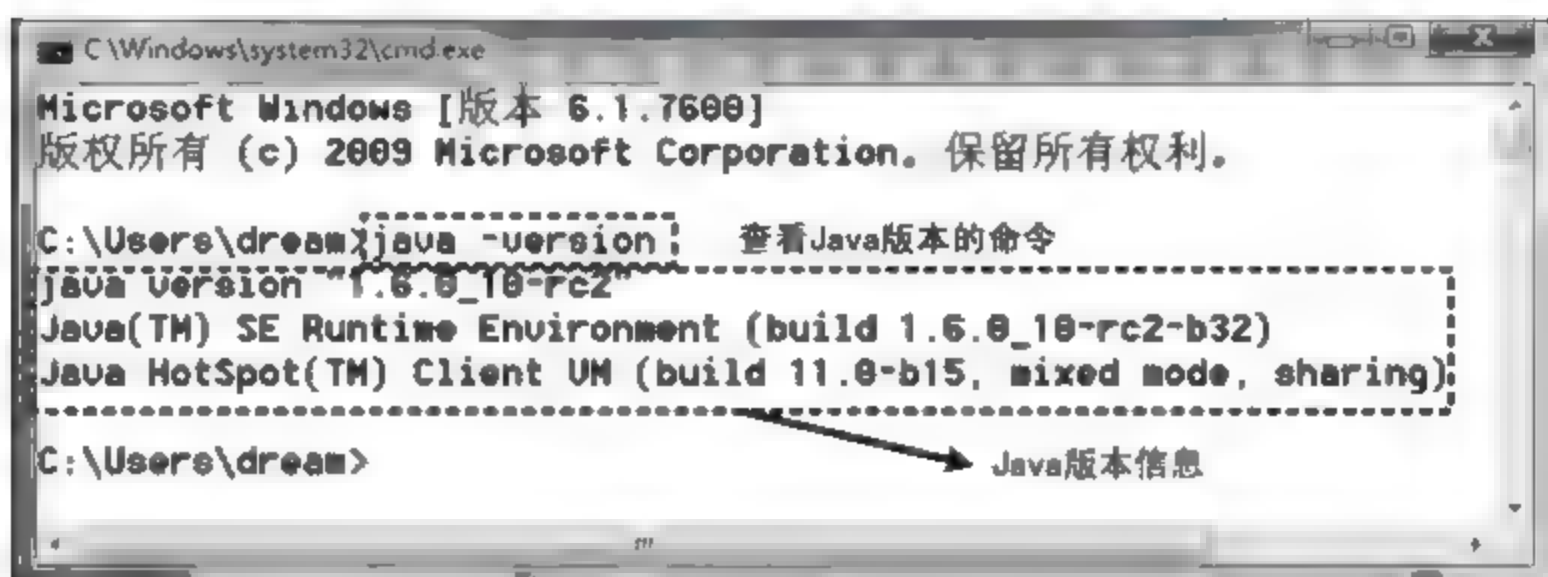 C:\Windows\system32\cmd.exe
Microsoft Windows [版本 6.1.7600]
版权所有 (c) 2009 Microsoft Corporation。保留所有权利。
C:\Users\dream>java -version 查看Java版本的命令
java version "1.6.0_10-rc2"
Java(TM) SE Runtime Environment (build 1.6.0_10-rc2-b32)
Java HotSpot(TM) Client VM (build 11.0-b15, mixed mode, sharing)
C:\Users\dream> Java版本信息